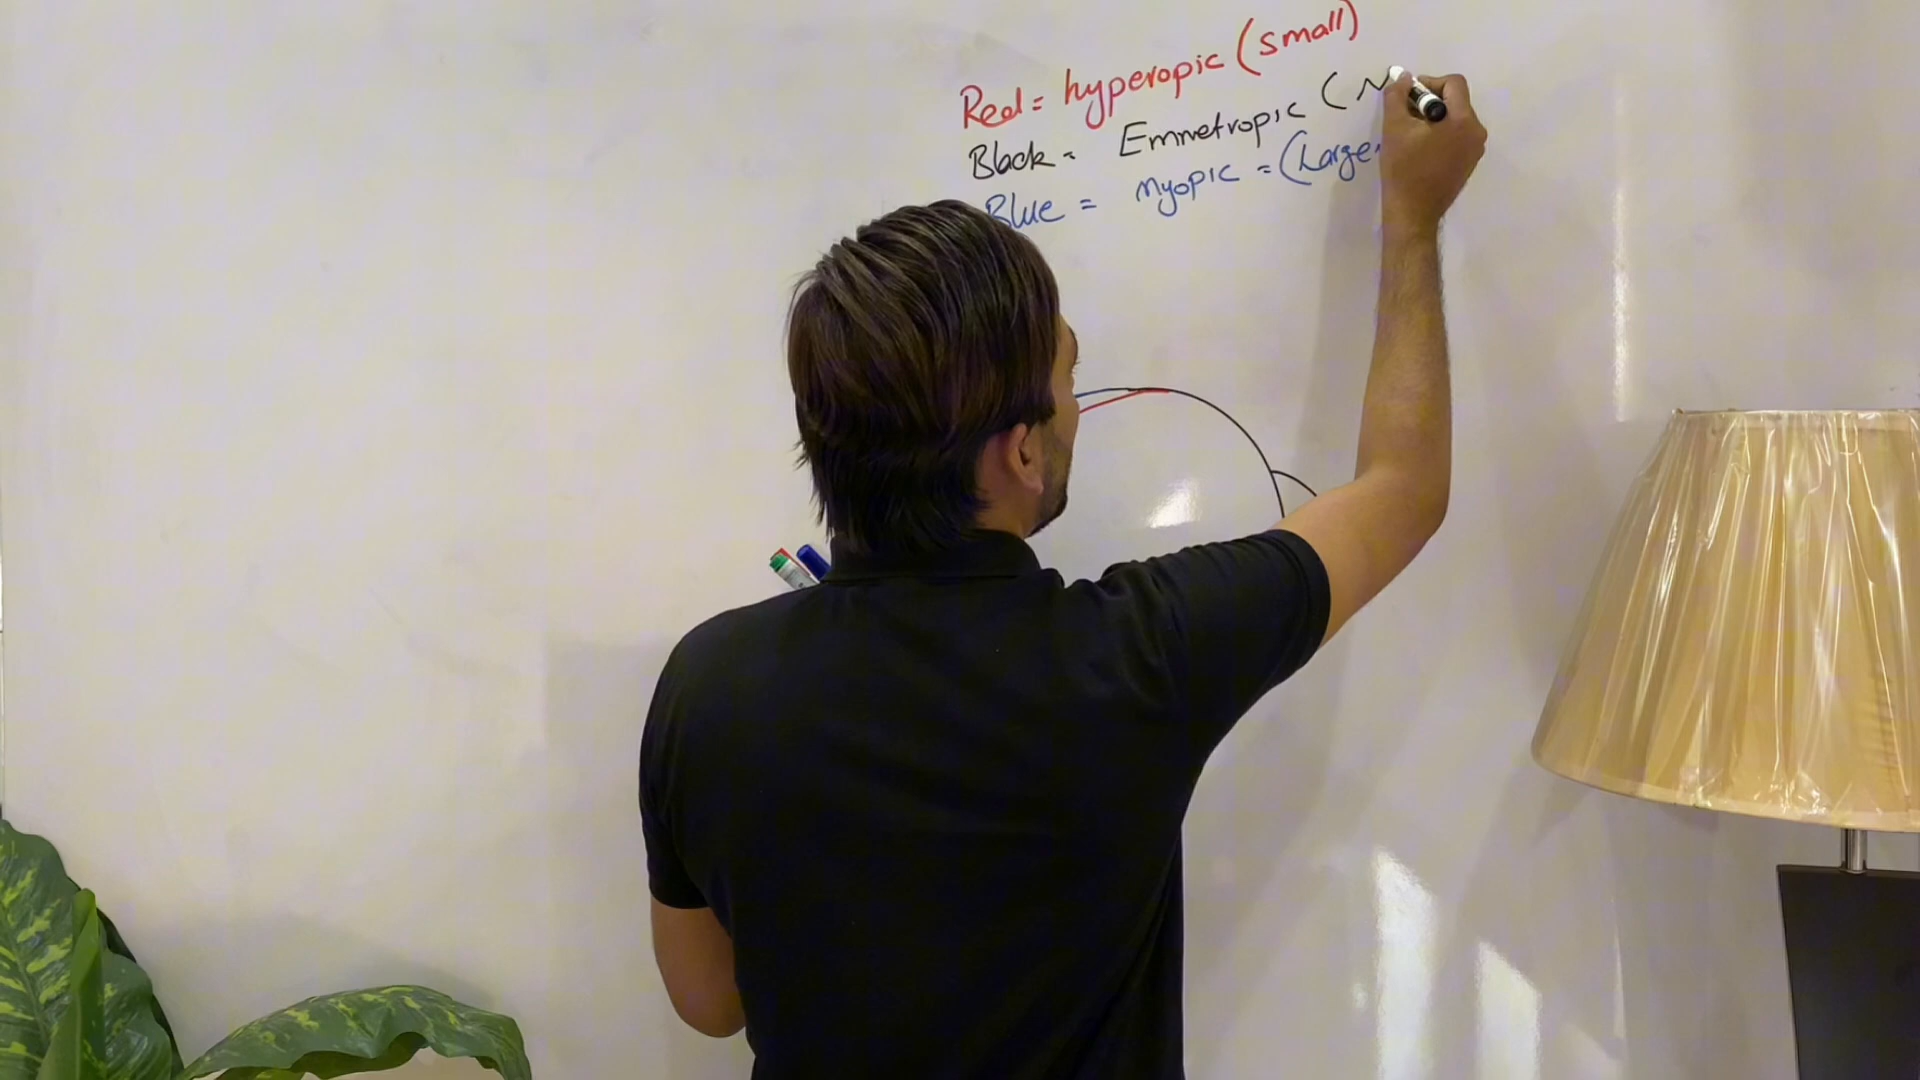 Red = hyperopic (small)
Black = Emmetropic (N
Blue = Myopic = (Large